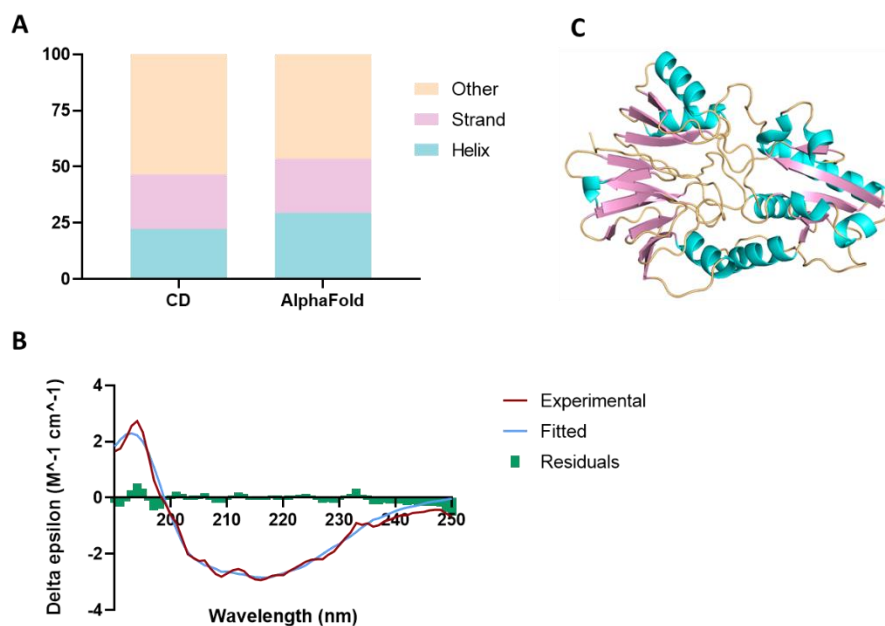 A
C
100
75
50
25
0
CD
AlphaFold
Other
Strand
Helix
B
Delta epsilon (M^-1 cm^-1)
4
2
0
-2
-4
200
210
220
230
240
250
Wavelength (nm)
Experimental
Fitted
Residuals